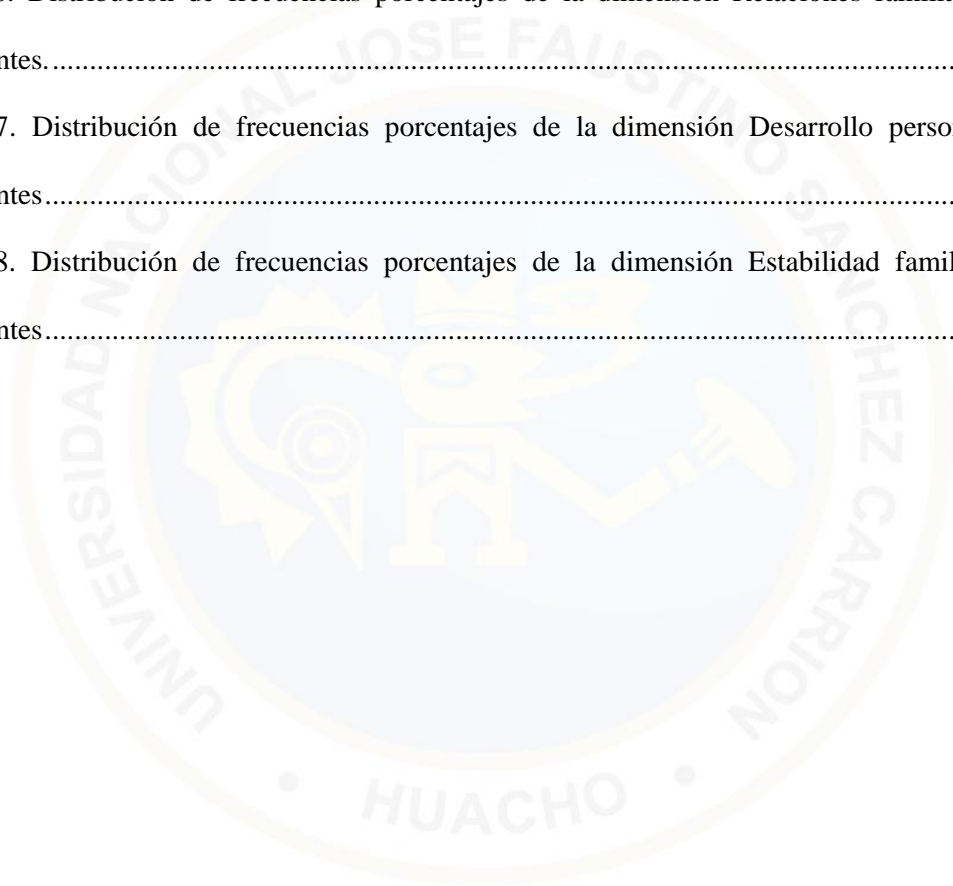 Distribución de frecuencias porcentajes de la dimensión Relaciones
ntes.
7. Distribución de frecuencias porcentajes de la dimensión Desarrollo perso
ntes
8. Distribución de frecuencias porcentajes de la dimensión Estabilidad famil
ntes
UNIVERSIDAD NACIONAL JOSE FAUSTINO SANCHEZ CARRION
• HUACHO •